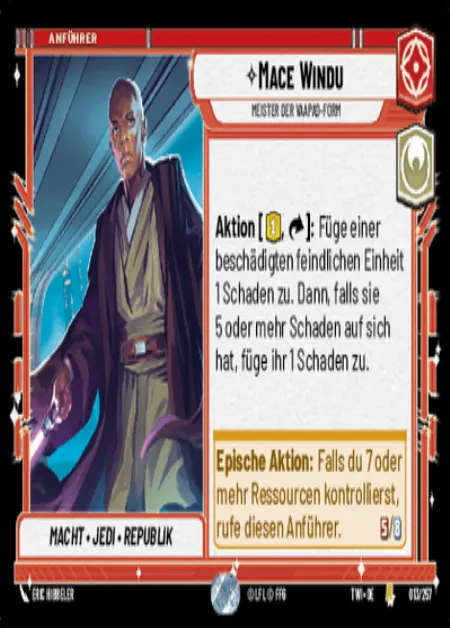 ANFÜHRER
✧MACE WINDU
MEISTER DER VAAPAD-FORM
Aktion [1, ↷]: Füge einer
beschädigten feindlichen Einheit
1 Schaden zu. Dann, falls sie
5 oder mehr Schaden auf sich
hat, füge ihr 1 Schaden zu.
Epische Aktion: Falls du 7 oder
mehr Ressourcen kontrollierst,
rufe diesen Anführer. 5/8
MACHT • JEDI • REPUBLIK
ERIC HIBBELER
©LFL ©FFG
TWI • DE
013/257